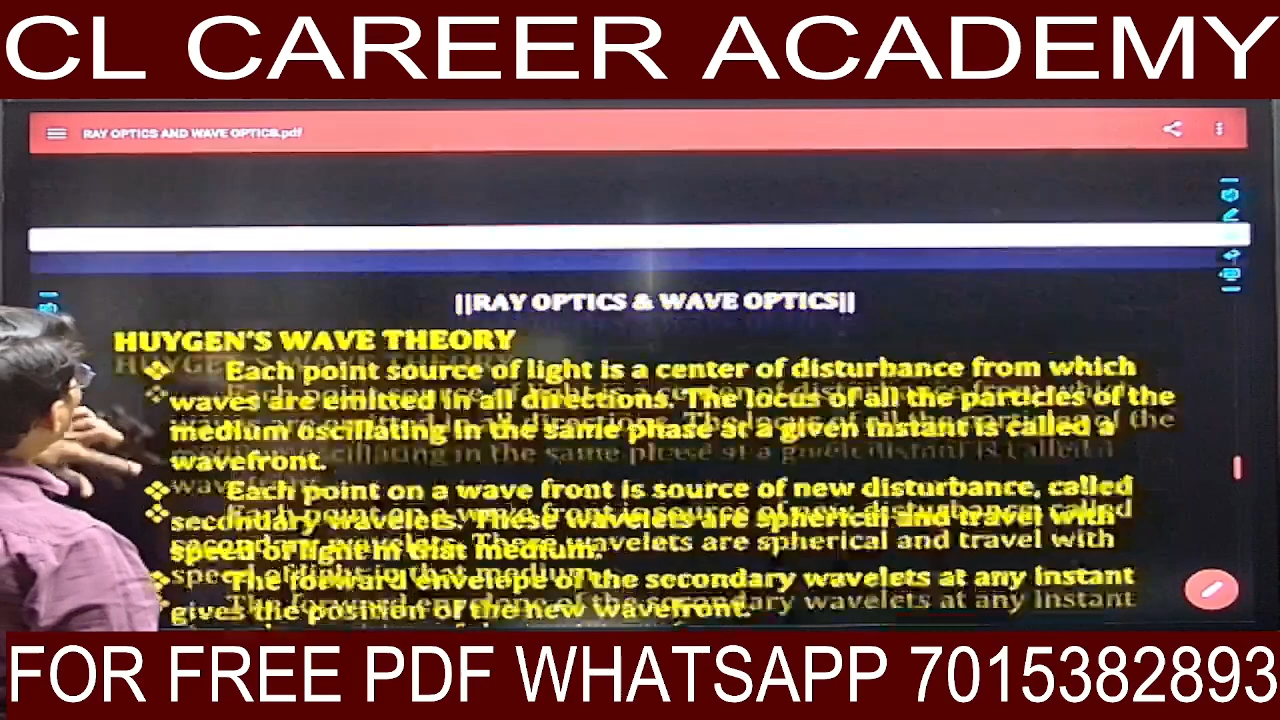 CL CAREER ACADEMY
RAY OPTICS AND WAVE OPTICS.pdf
||RAY OPTICS & WAVE OPTICS||
HUYGEN'S WAVE THEORY
❖ Each point source of light is a center of disturbance from which
waves are emitted in all directions. The locus of all the particles of the
medium oscillating in the same phase at a given instant is called a
wavefront.
❖ Each point on a wave front is source of new disturbance, called
secondary wavelets. These wavelets are spherical and travel with
speed of light in that medium.
❖ The forward envelope of the secondary wavelets at any instant
gives the position of the new wavefront.
FOR FREE PDF WHATSAPP 7015382893